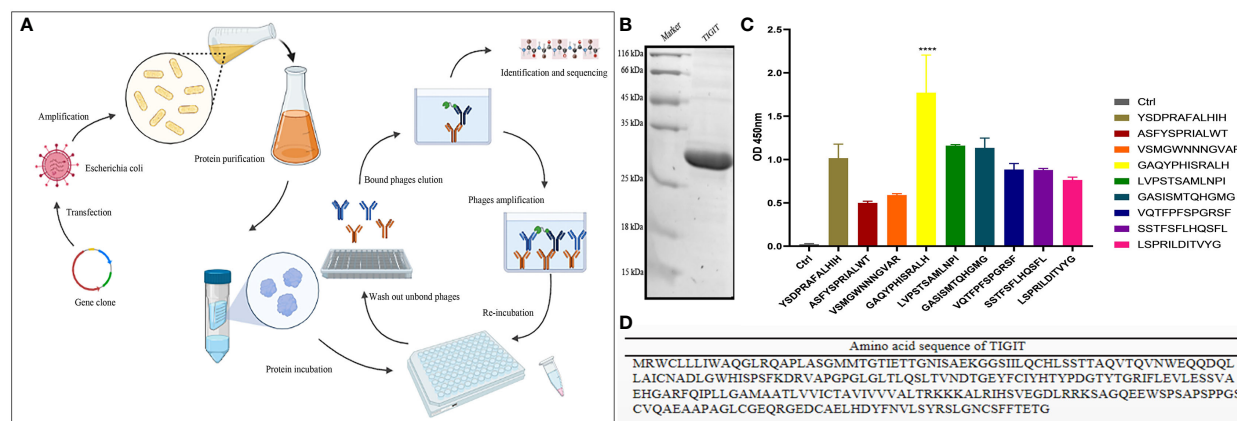 A
Amplification
Escherichia coli
Transfection
Gene clone
Protein purification
Identification and sequencing
Bound phages elution
Phages amplification
Wash out unbond phages
Re-incubation
Protein incubation
B
Marker
TIGIT
116 kDa
66 kDa
45 kDa
35 kDa
25 kDa
18 kDa
15 kDa
C
OD 450nm
2.5
2.0
1.5
1.0
0.5
0.0
****
Ctrl
YSDPRAFALHIH
ASFYSPRIALWT
VSMGWNNNGVAR
GAQYPHISRALH
LVPSTSAMLNPI
GASISMTQHGMG
VQTFPFSPGRSF
SSTFSFLHQSFL
LSPRILDITVYG
Ctrl
YSDPRAFALHIH
ASFYSPRIALWT
VSMGWNNNGVAR
GAQYPHISRALH
LVPSTSAMLNPI
GASISMTQHGMG
VQTFPFSPGRSF
SSTFSFLHQSFL
LSPRILDITVYG
D
Amino acid sequence of TIGIT
MRWCLLLIWAQGLRQAPLASGMMTGTIETTGNISAEKGGSIILQCHLSSTTAQVTQVNWEQQDQL
LAICNADLGWHISPSFKDRVAPGPGLGLTLQSLTVNDTGEYFCIYHTYPDGTYTGRIFLEVLESSVA
EHGARFQIPLLGAMAATLVVICTAVIVVVALTRKKKALRIHSVEGDLRRKSAGQEEWSPSAPSPPGS
CVQAEAAPAGLCGEQRGEDCAELHDYFNVLSYRSLGNCSFFTETG